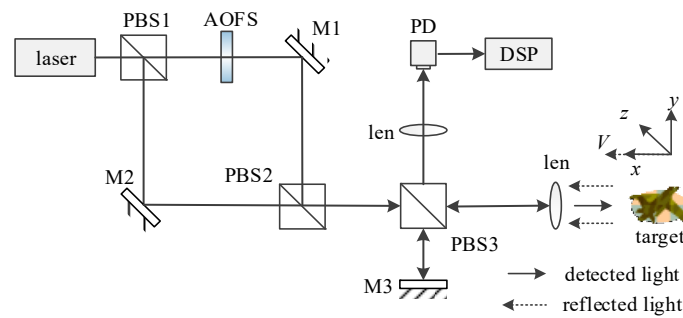 PBS1
AOFS
M1
laser
PD
DSP
len
y
z
V
x
M2
PBS2
len
target
PBS3
M3
detected light
reflected light